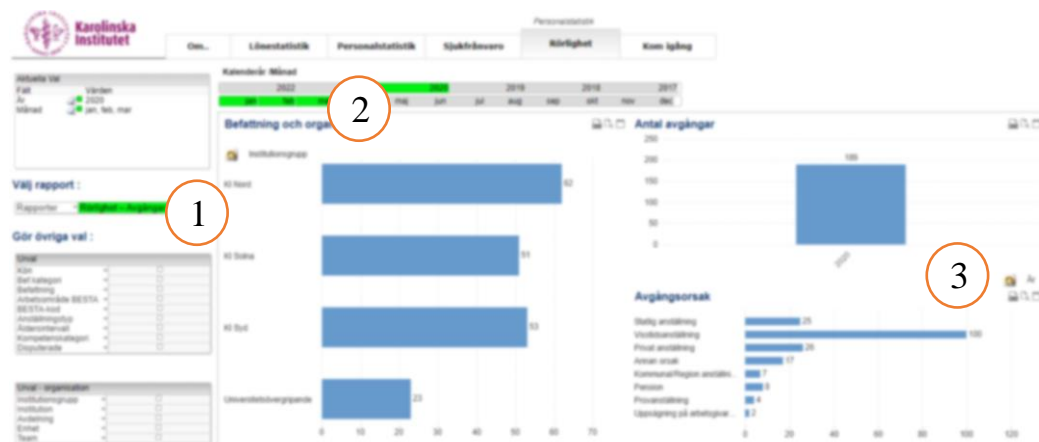 Karolinska
Institutet
Personalstatistik
Om..
Lönestatistik
Personalstatistik
Sjukfrånvaro
Rörlighet
Kom igång
Aktuella Val
Fält Värden
År 2020
Månad jan, feb, mar
Kalenderår /Månad
2022 2020 2019 2018 2017
jan feb maj jun jul aug sep okt nov dec
2
Välj rapport :
Rapporter Rörlighet - Avgångsor
1
Gör övriga val :
Urval
Kön
Bef.kategori
Befattning
Arbetsområde BESTA
BESTA-kod
Anställningstyp
Åldersintervall
Kompetenskategori
Disputerade
Urval - organisation
Institutionsgrupp
Institution
Avdelning
Enhet
Team
Befattning och orga
Institutionsgrupp
KI Nord 62
KI Solna 51
KI Syd 53
Universitetsövergripande 23
0 10 20 30 40 50 60 70
Antal avgångar
250
200
150
100
50
0
189
2020
3
År
Avgångsorsak
Statlig anställning 25
Visstidsanställning 100
Privat anställning 26
Annan orsak 17
Kommunal/Region anställni... 7
Pension 8
Provanställning 4
Uppsägning på arbetsgivar... 2
0 20 40 60 80 100 120